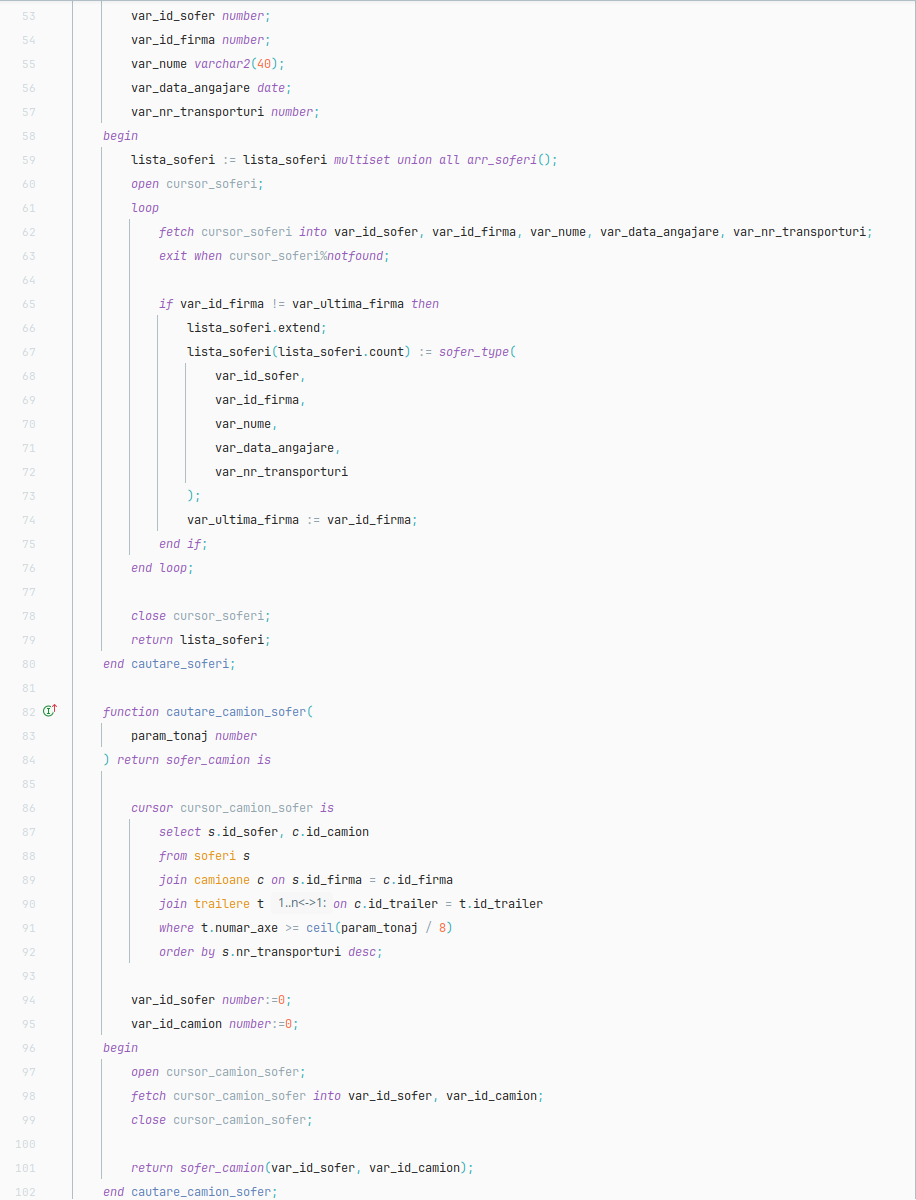 53 var_id_sofer number;
54 var_id_firma number;
55 var_nume varchar2(40);
56 var_data_angajare date;
57 var_nr_transporturi number;
58 begin
59 lista_soferi := lista_soferi multiset union all arr_soferi();
60 open cursor_soferi;
61 loop
62 fetch cursor_soferi into var_id_sofer, var_id_firma, var_nume, var_data_angajare, var_nr_transporturi;
63 exit when cursor_soferi%notfound;
64
65 if var_id_firma != var_ultima_firma then
66 lista_soferi.extend;
67 lista_soferi(lista_soferi.count) := sofer_type(
68 var_id_sofer,
69 var_id_firma,
70 var_nume,
71 var_data_angajare,
72 var_nr_transporturi
73 );
74 var_ultima_firma := var_id_firma;
75 end if;
76 end loop;
77
78 close cursor_soferi;
79 return lista_soferi;
80 end cautare_soferi;
81
82 function cautare_camion_sofer(
83 param_tonaj number
84 ) return sofer_camion is
85
86 cursor cursor_camion_sofer is
87 select s.id_sofer, c.id_camion
88 from soferi s
89 join camioane c on s.id_firma = c.id_firma
90 join trailere t 1..n<->1: on c.id_trailer = t.id_trailer
91 where t.numar_axe >= ceil(param_tonaj / 8)
92 order by s.nr_transporturi desc;
93
94 var_id_sofer number:=0;
95 var_id_camion number:=0;
96 begin
97 open cursor_camion_sofer;
98 fetch cursor_camion_sofer into var_id_sofer, var_id_camion;
99 close cursor_camion_sofer;
100
101 return sofer_camion(var_id_sofer, var_id_camion);
102 end cautare_camion_sofer;